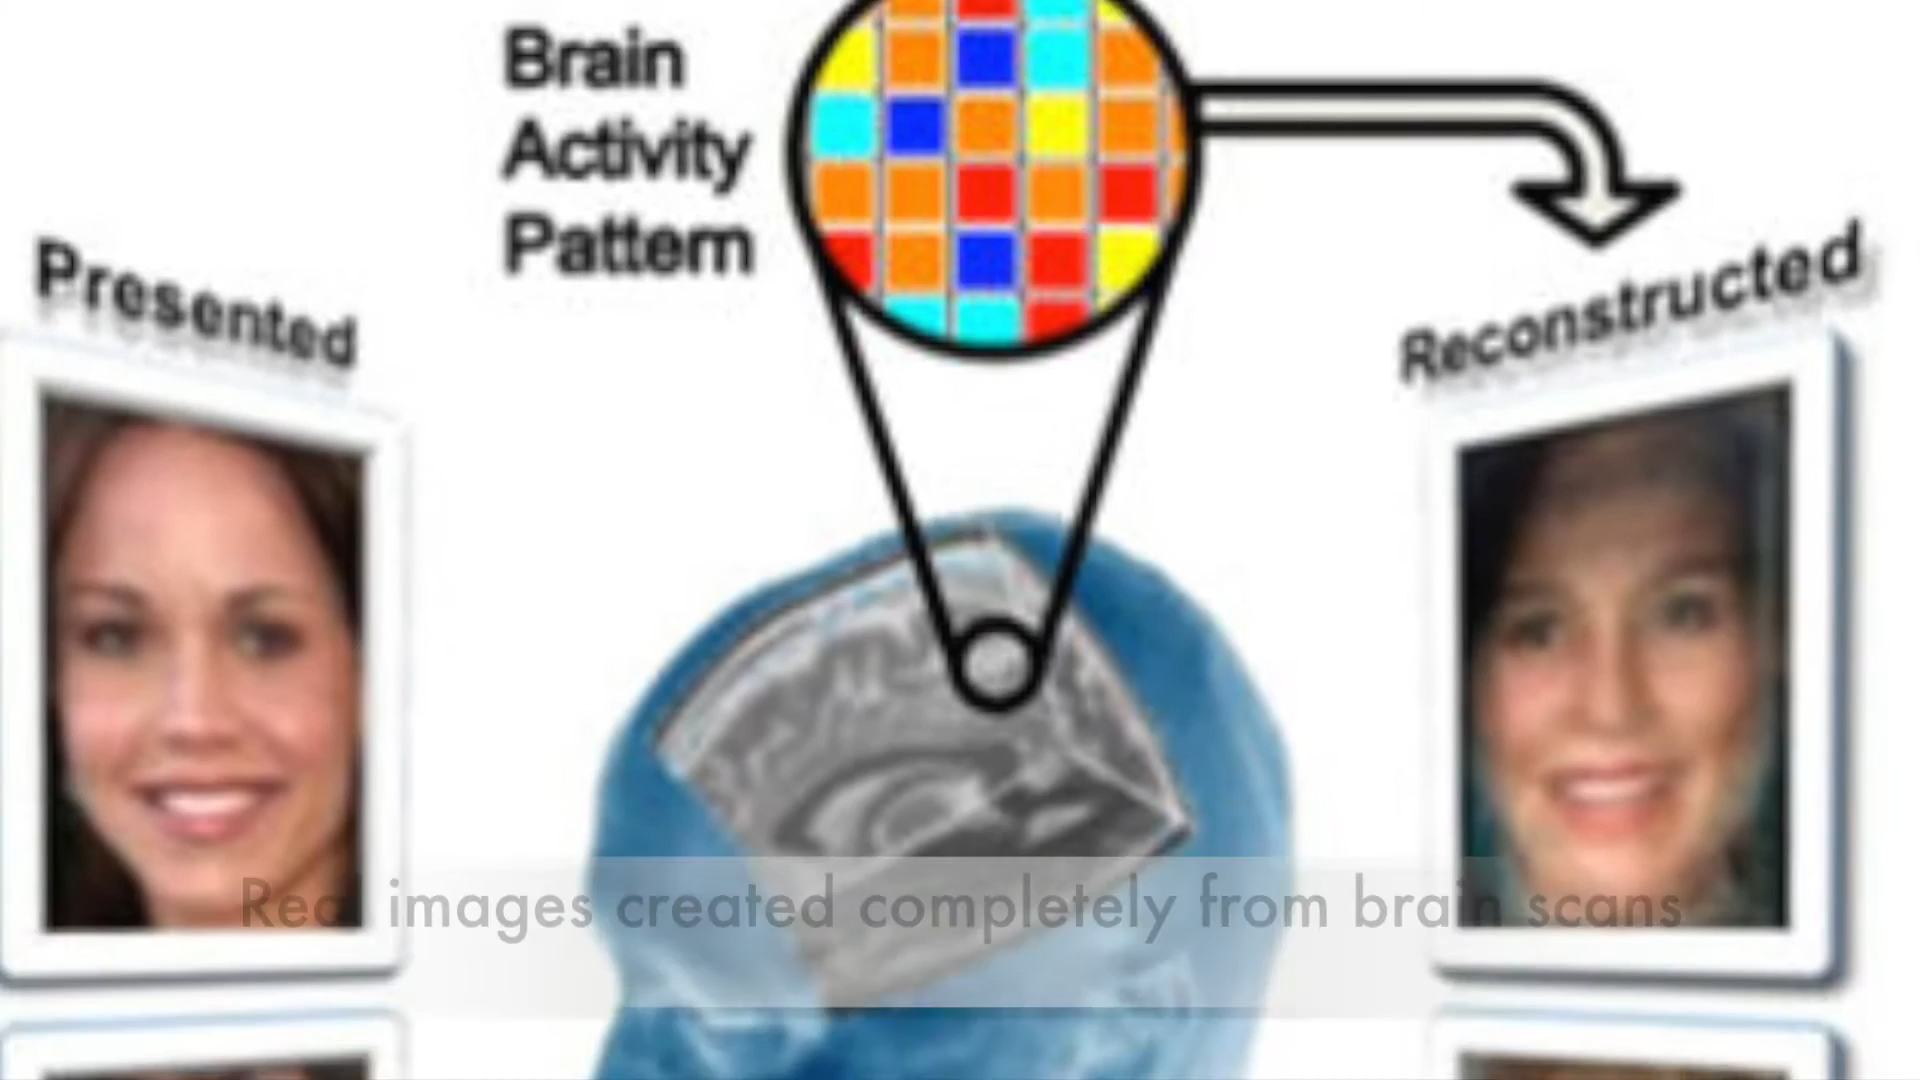 Brain
Activity
Pattern
Presented
Reconstructed
Real images created completely from brain scans